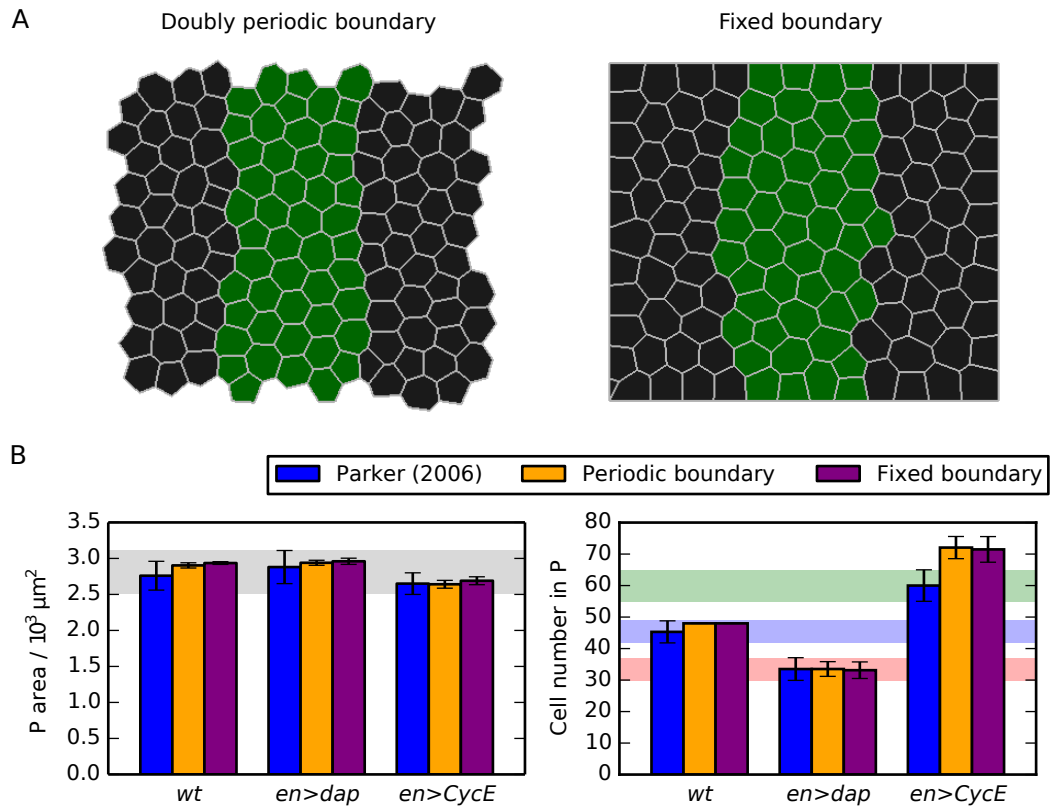 A
Doubly periodic boundary
Fixed boundary
B
Parker (2006)
Periodic boundary
Fixed boundary
P area / 10³ μm²
3.5
3.0
2.5
2.0
1.5
1.0
0.5
0.0
wt
en>dap
en>CycE
Cell number in P
80
70
60
50
40
30
20
10
0
wt
en>dap
en>CycE